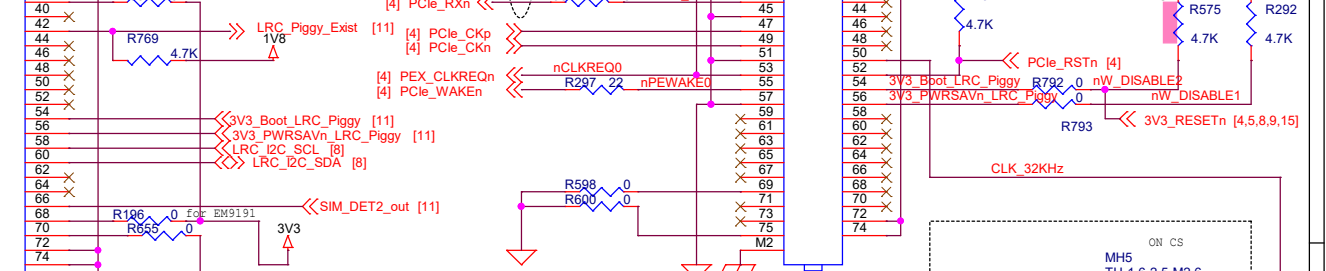 40
42
44
46
48
50
52
54
56
58
60
62
64
66
68
70
72
74
R769
4.7K
1V8
LRC_Piggy_Exist [11]
3V3_Boot_LRC_Piggy [11]
3V3_PWRSAVn_LRC_Piggy [11]
LRC_I2C_SCL [8]
LRC_I2C_SDA [8]
SIM_DET2_out [11]
R196 0 for EM9191
R655 0
3V3
[4] PCIe_RXn
[4] PCIe_CKp
[4] PCIe_CKn
[4] PEX_CLKREQn
[4] PCIe_WAKEn
nCLKREQ0
R297 22 nPEWAKE0
R598 0
R600 0
45
47
49
51
53
55
57
59
61
63
65
67
69
71
73
75
M2
44
46
48
50
52
54
56
58
60
62
64
66
68
70
72
74
4.7K
PCIe_RSTn [4]
R575
4.7K
R292
4.7K
3V3_Boot_LRC_Piggy R792 0 nW_DISABLE2
3V3_PWRSAVn_LRC_Piggy 0 nW_DISABLE1
R793
3V3_RESETn [4,5,8,9,15]
CLK_32KHz
ON CS
MH5